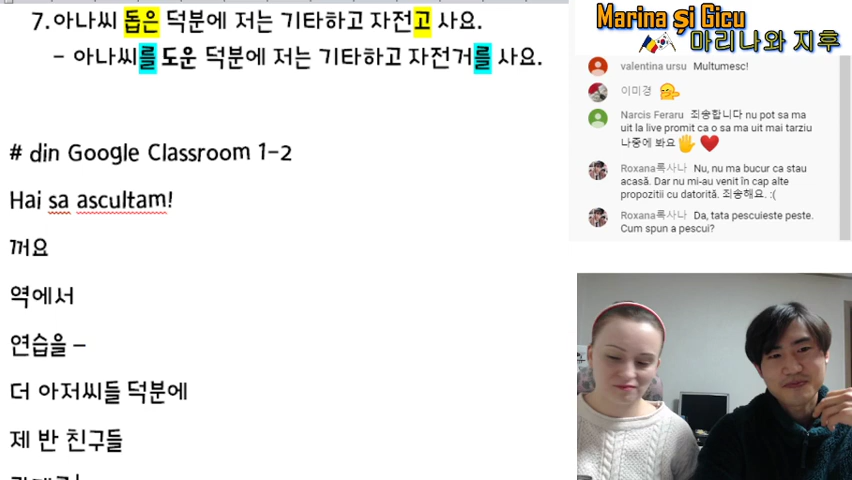 7. 아나씨 돕은 덕분에 저는 기타하고 자전고 사요.
- 아나씨를 도운 덕분에 저는 기타하고 자전거를 사요.
# din Google Classroom 1-2
Hai sa ascultam!
꺼요
역에서
연습을 –
더 아저씨들 덕분에
제 반 친구들
Marina și Gicu
마리나와 지후
valentina ursu Multumesc!
이미경
Narcis Feraru 죄송합니다 nu pot sa ma
uit la live promit ca o sa ma uit mai tarziu
나중에 봐요
Roxana록사나 Nu, nu ma bucur ca stau
acasă. Dar nu mi-au venit în cap alte
propozitii cu datorită. 죄송해요. :(
Roxana록사나 Da, tata pescuieste peste.
Cum spun a pescui?